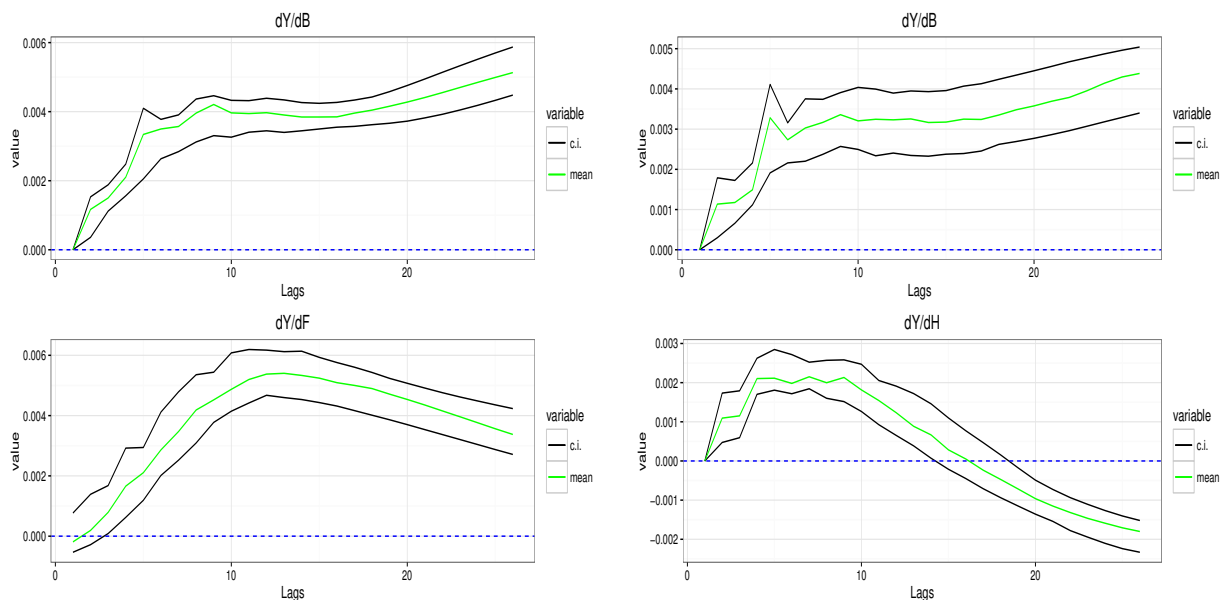 dY/dB
0.006
0.004
0.002
0.000
value
0
10
20
Lags
variable
c.i.
mean
dY/dB
0.005
0.004
0.003
0.002
0.001
0.000
value
0
10
20
Lags
variable
c.i.
mean
dY/dF
0.006
0.004
0.002
0.000
value
0
10
20
Lags
variable
c.i.
mean
dY/dH
0.003
0.002
0.001
0.000
−0.001
−0.002
value
0
10
20
Lags
variable
c.i.
mean